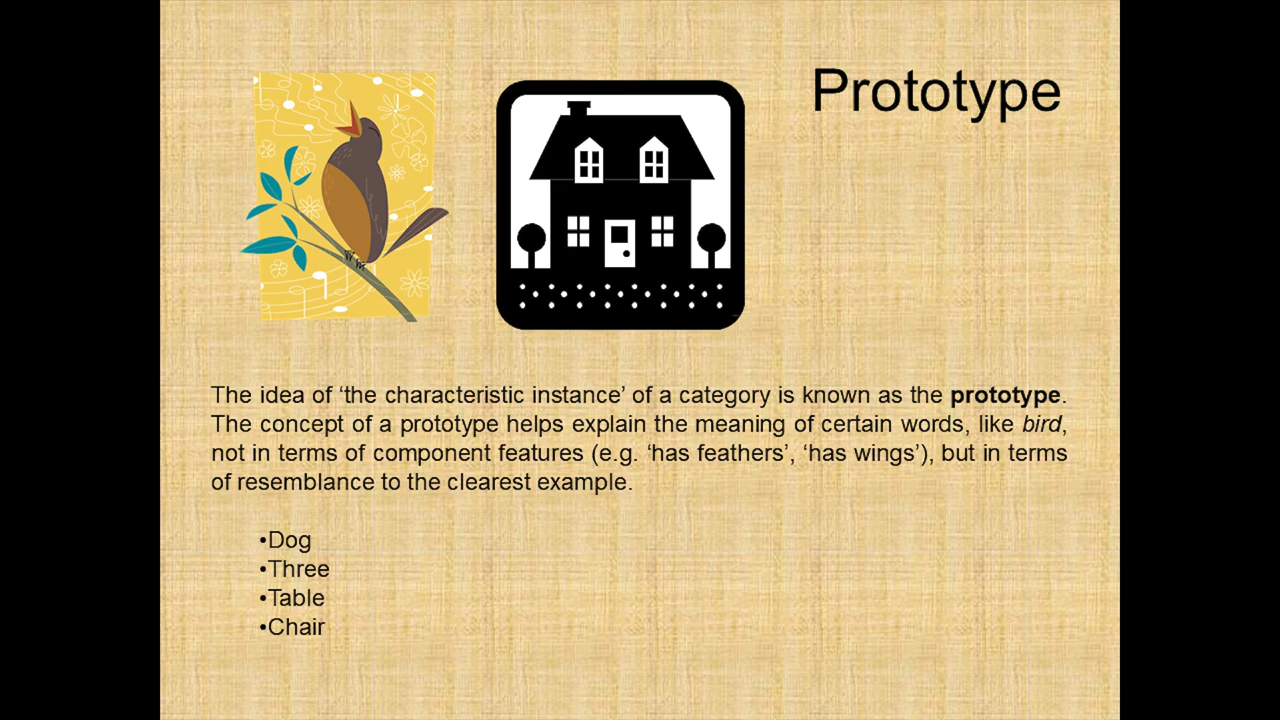 Prototype
The idea of ‘the characteristic instance’ of a category is known as the prototype.
The concept of a prototype helps explain the meaning of certain words, like bird,
not in terms of component features (e.g. ‘has feathers’, ‘has wings’), but in terms
of resemblance to the clearest example.
•Dog
•Three
•Table
•Chair